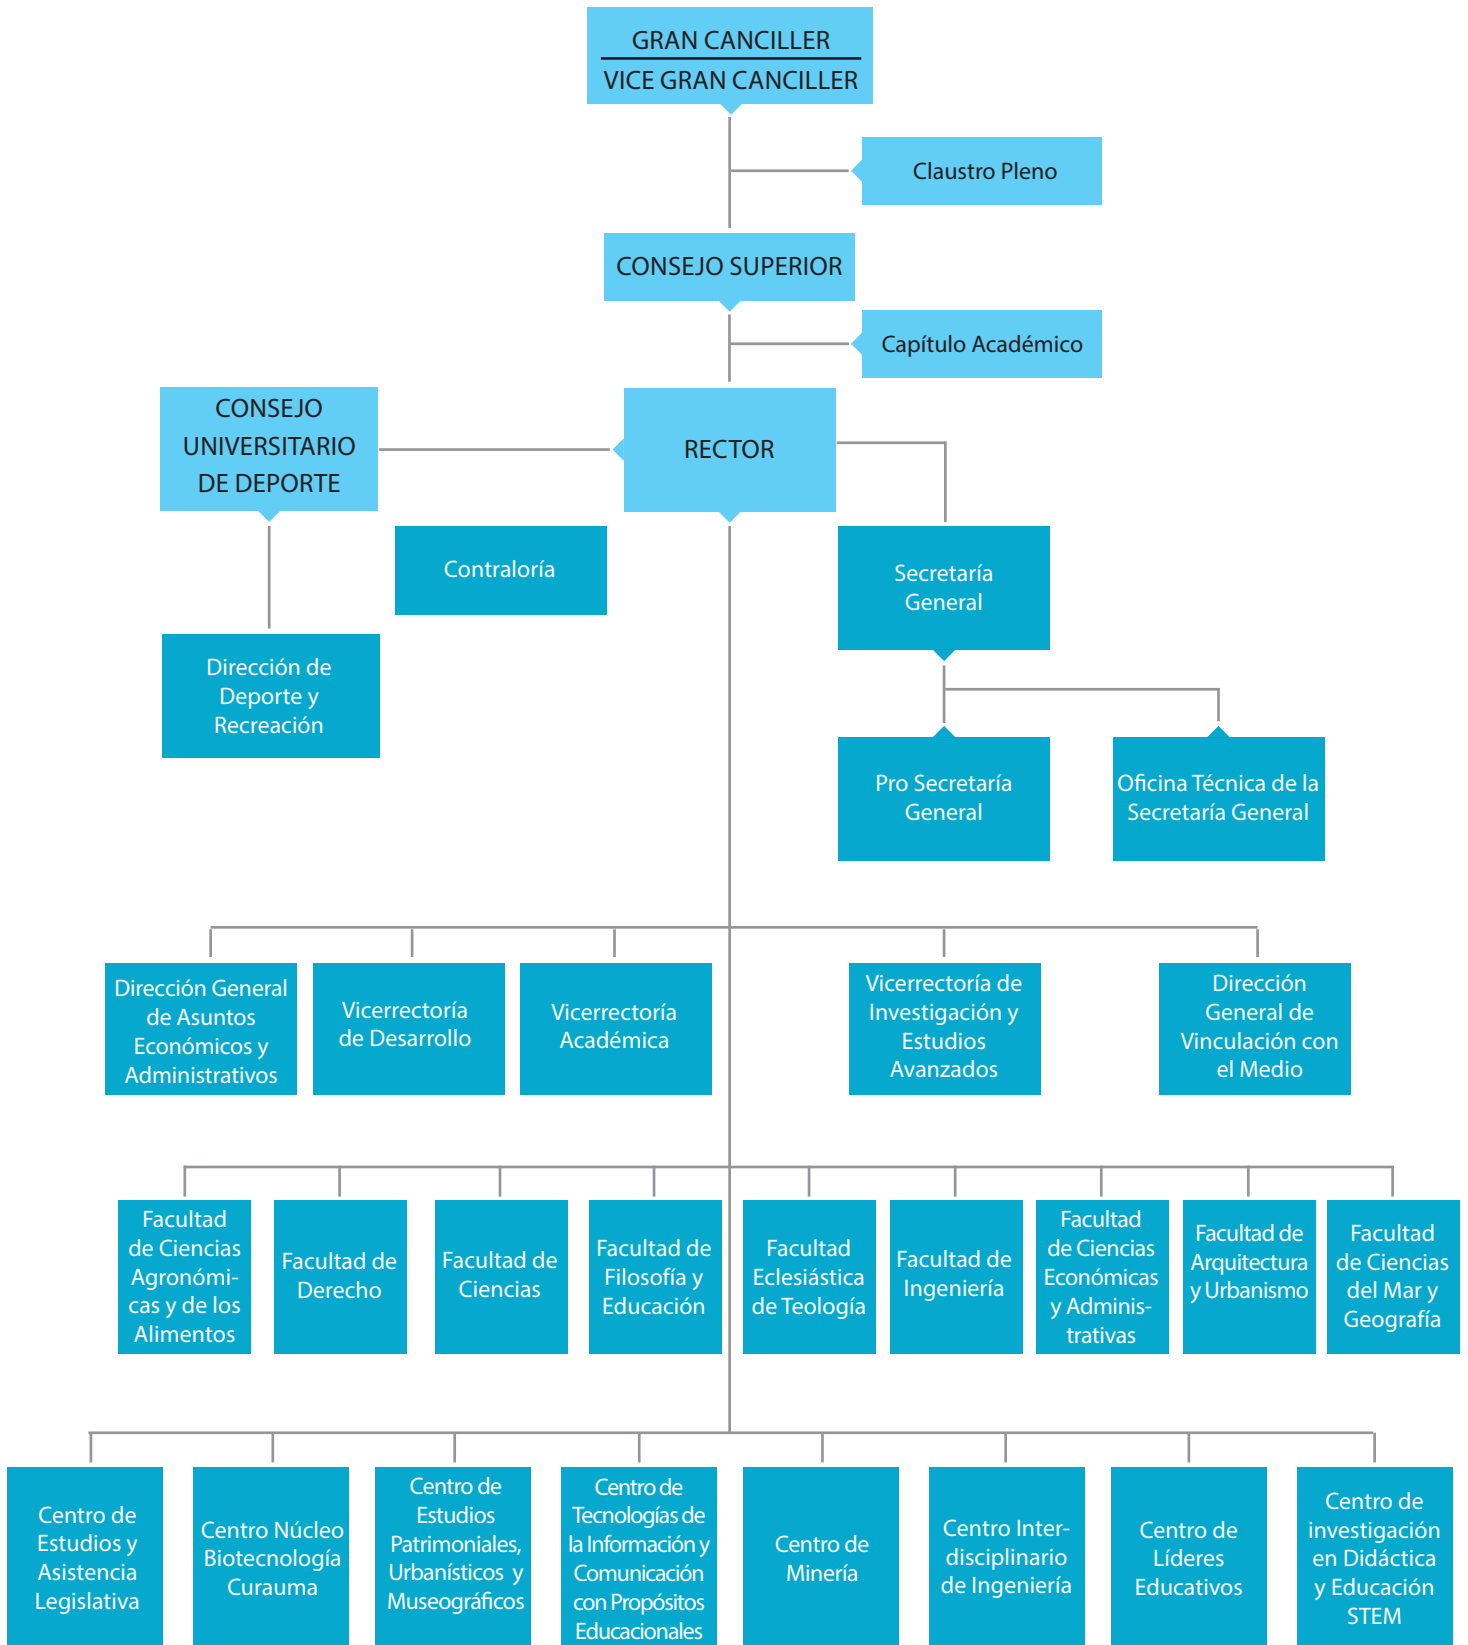 GRAN CANCILLER
VICE GRAN CANCILLER
Claustro Pleno
CONSEJO SUPERIOR
Capítulo Académico
CONSEJO
UNIVERSITARIO
DE DEPORTE
RECTOR
Contraloría
Secretaría
General
Dirección de
Deporte y
Recreación
Pro Secretaría
General
Oficina Técnica de la
Secretaría General
Dirección General
de Asuntos
Económicos y
Administrativos
Vicerrectoría
de Desarrollo
Vicerrectoría
Académica
Vicerrectoría de
Investigación y
Estudios
Avanzados
Dirección
General de
Vinculación con
el Medio
Facultad
de Ciencias
Agronómi-
cas y de los
Alimentos
Facultad de
Derecho
Facultad de
Ciencias
Facultad de
Filosofía y
Educación
Facultad
Eclesiástica
de Teología
Facultad de
Ingeniería
Facultad
de Ciencias
Económicas
y Adminis-
trativas
Facultad de
Arquitectura
y Urbanismo
Facultad
de Ciencias
del Mar y
Geografía
Centro de
Estudios y
Asistencia
Legislativa
Centro Núcleo
Biotecnología
Curauma
Centro de
Estudios
Patrimoniales,
Urbanísticos y
Museográficos
Centro de
Tecnologías de
la Información y
Comunicación
con Propósitos
Educacionales
Centro de
Minería
Centro Inter-
disciplinario
de Ingeniería
Centro de
Líderes
Educativos
Centro de
investigación
en Didáctica
y Educación
STEM